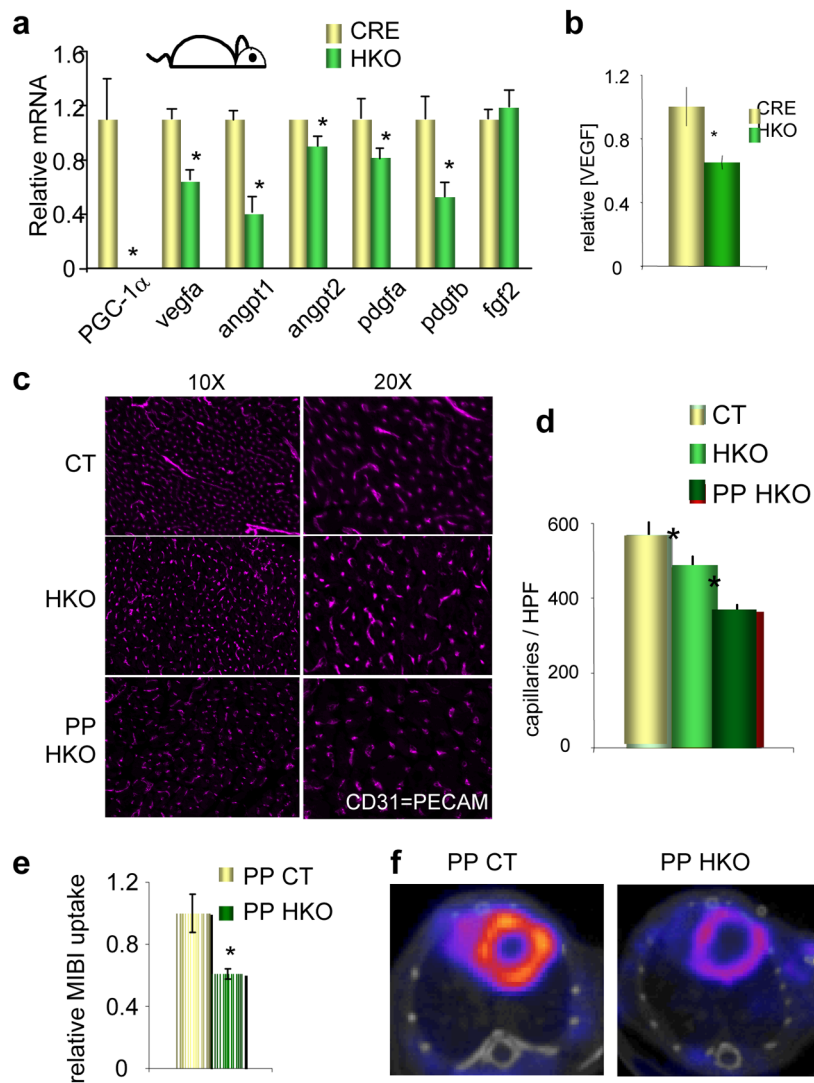 a
CRE
HKO
1.6
1.2
0.8
0.4
0
Relative mRNA
*
*
*
*
*
*
PGC-1α
vegfa
angpt1
angpt2
pdgfa
pdgfb
fgf2
b
1.2
0.8
0.4
0
relative [VEGF]
CRE
HKO
*
c
10X
20X
CT
HKO
PP
HKO
CD31=PECAM
d
CT
HKO
PP HKO
600
400
200
0
capillaries / HPF
*
*
e
PP CT
PP HKO
1.2
0.8
0.4
0
relative MIBI uptake
*
f
PP CT
PP HKO